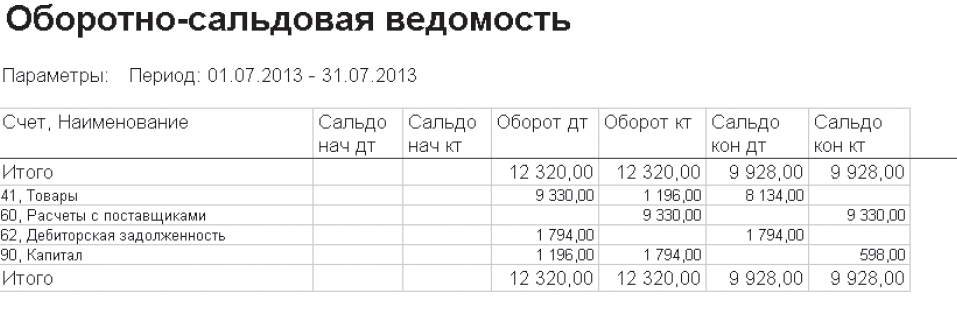 Оборотно-сальдовая ведомость
Параметры: Период: 01.07.2013 - 31.07.2013
Счет, Наименование Сальдо нач дт Сальдо нач кт Оборот дт Оборот кт Сальдо кон дт Сальдо кон кт
Итого 12 320,00 12 320,00 9 928,00 9 928,00
41, Товары 9 330,00 1 196,00 8 134,00
60, Расчеты с поставщиками 9 330,00 9 330,00
62, Дебиторская задолженность 1 794,00 1 794,00
90, Капитал 1 196,00 1 794,00 598,00
Итого 12 320,00 12 320,00 9 928,00 9 928,00